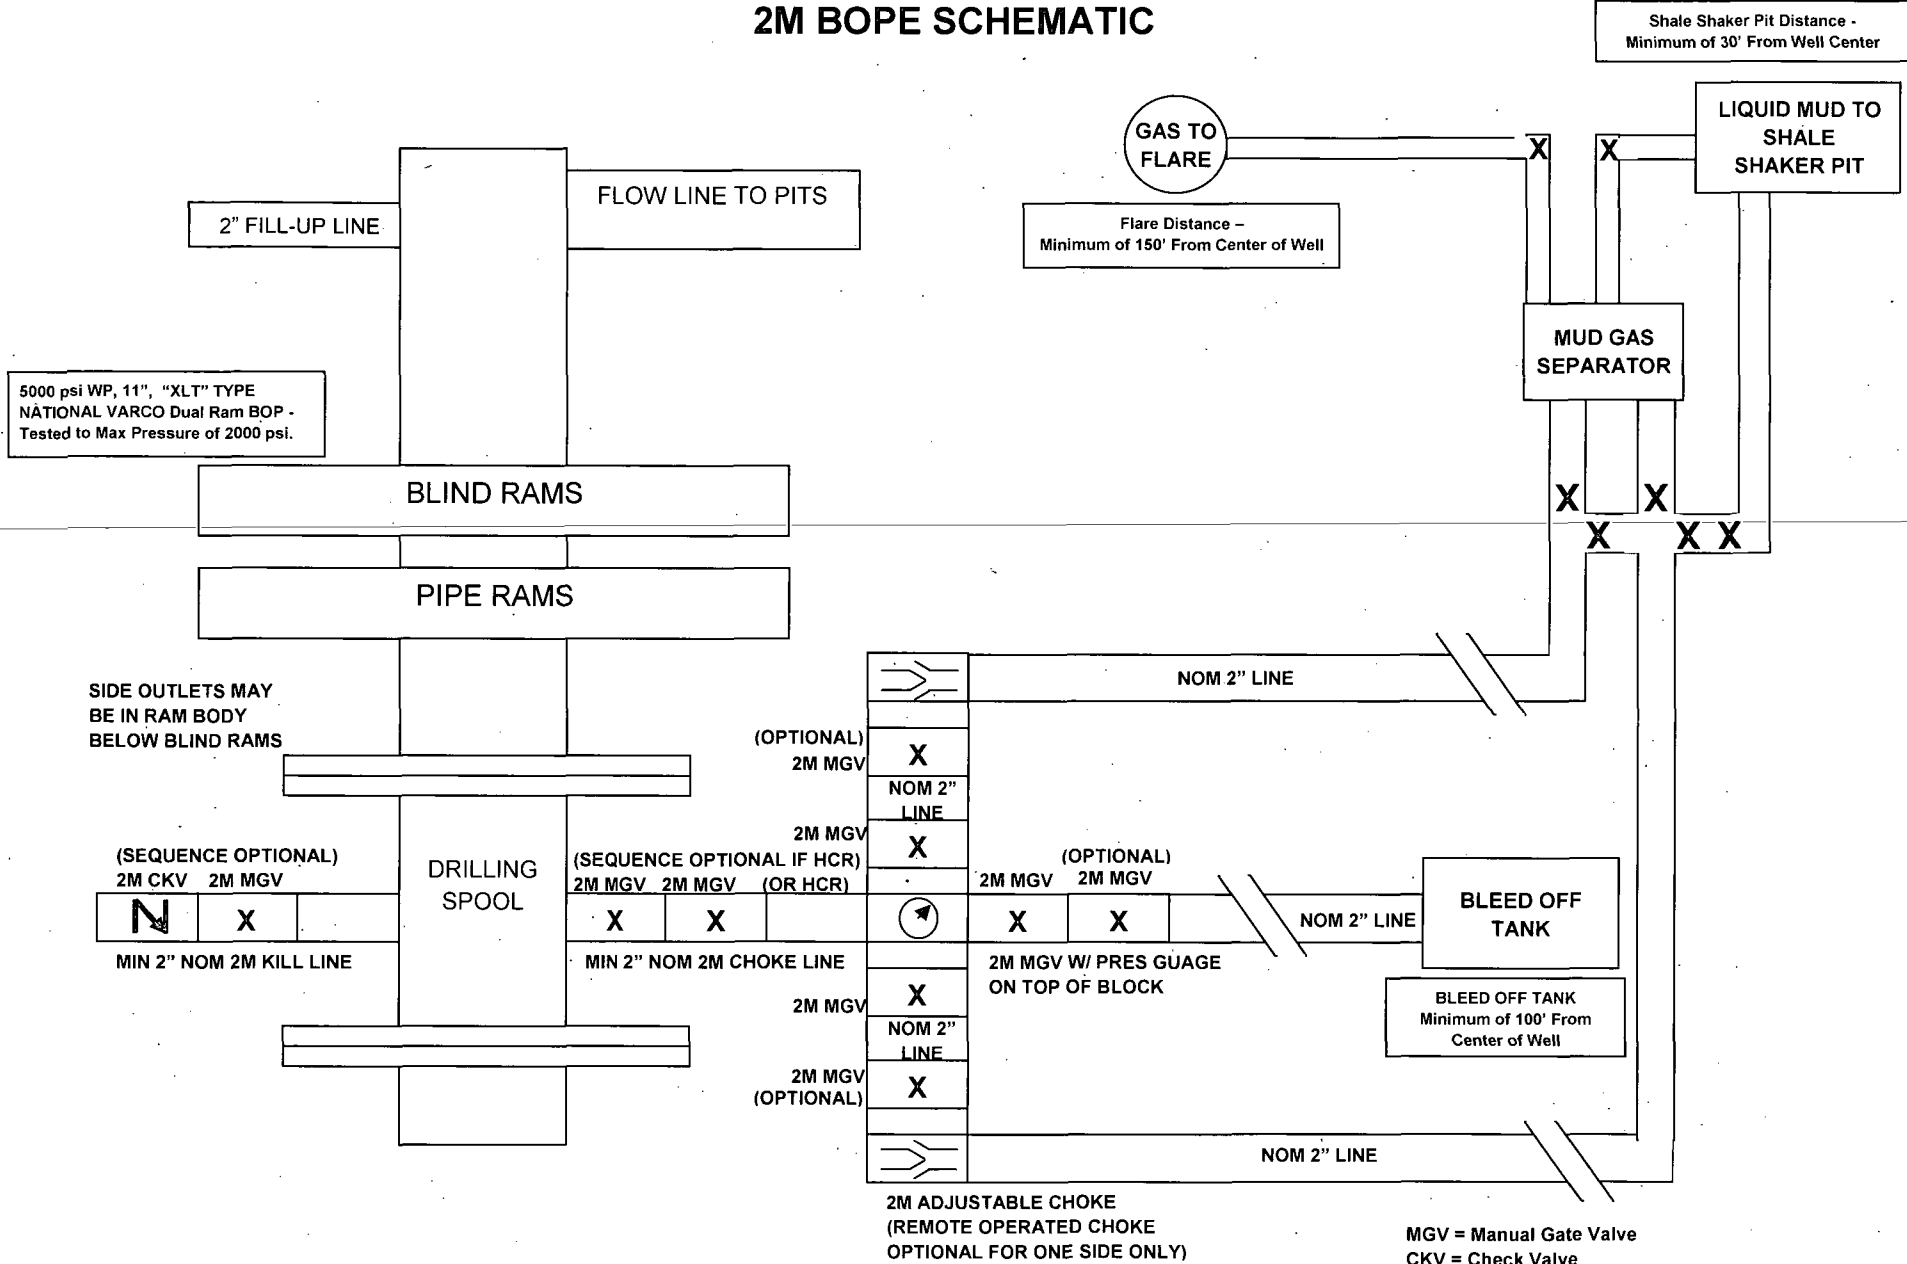 2M BOPE SCHEMATIC
Shale Shaker Pit Distance -
Minimum of 30' From Well Center
GAS TO
FLARE
LIQUID MUD TO
SHALE
SHAKER PIT
FLOW LINE TO PITS
2" FILL-UP LINE
Flare Distance –
Minimum of 150' From Center of Well
MUD GAS
SEPARATOR
5000 psi WP, 11", "XLT" TYPE
NATIONAL VARCO Dual Ram BOP -
Tested to Max Pressure of 2000 psi.
BLIND RAMS
X X
X X X
X X
PIPE RAMS
SIDE OUTLETS MAY
BE IN RAM BODY
BELOW BLIND RAMS
NOM 2" LINE
(OPTIONAL)
2M MGV
X
NOM 2"
LINE
2M MGV
X
(SEQUENCE OPTIONAL)
2M CKV 2M MGV
N X
MIN 2" NOM 2M KILL LINE
DRILLING
SPOOL
(SEQUENCE OPTIONAL IF HCR)
2M MGV 2M MGV (OR HCR)
X X
MIN 2" NOM 2M CHOKE LINE
(OPTIONAL)
2M MGV 2M MGV
X X
NOM 2" LINE
2M MGV W/ PRES GUAGE
ON TOP OF BLOCK
BLEED OFF
TANK
BLEED OFF TANK
Minimum of 100' From
Center of Well
2M MGV
X
NOM 2"
LINE
2M MGV
(OPTIONAL)
X
NOM 2" LINE
2M ADJUSTABLE CHOKE
(REMOTE OPERATED CHOKE
OPTIONAL FOR ONE SIDE ONLY)
MGV = Manual Gate Valve
CKV = Check Valve